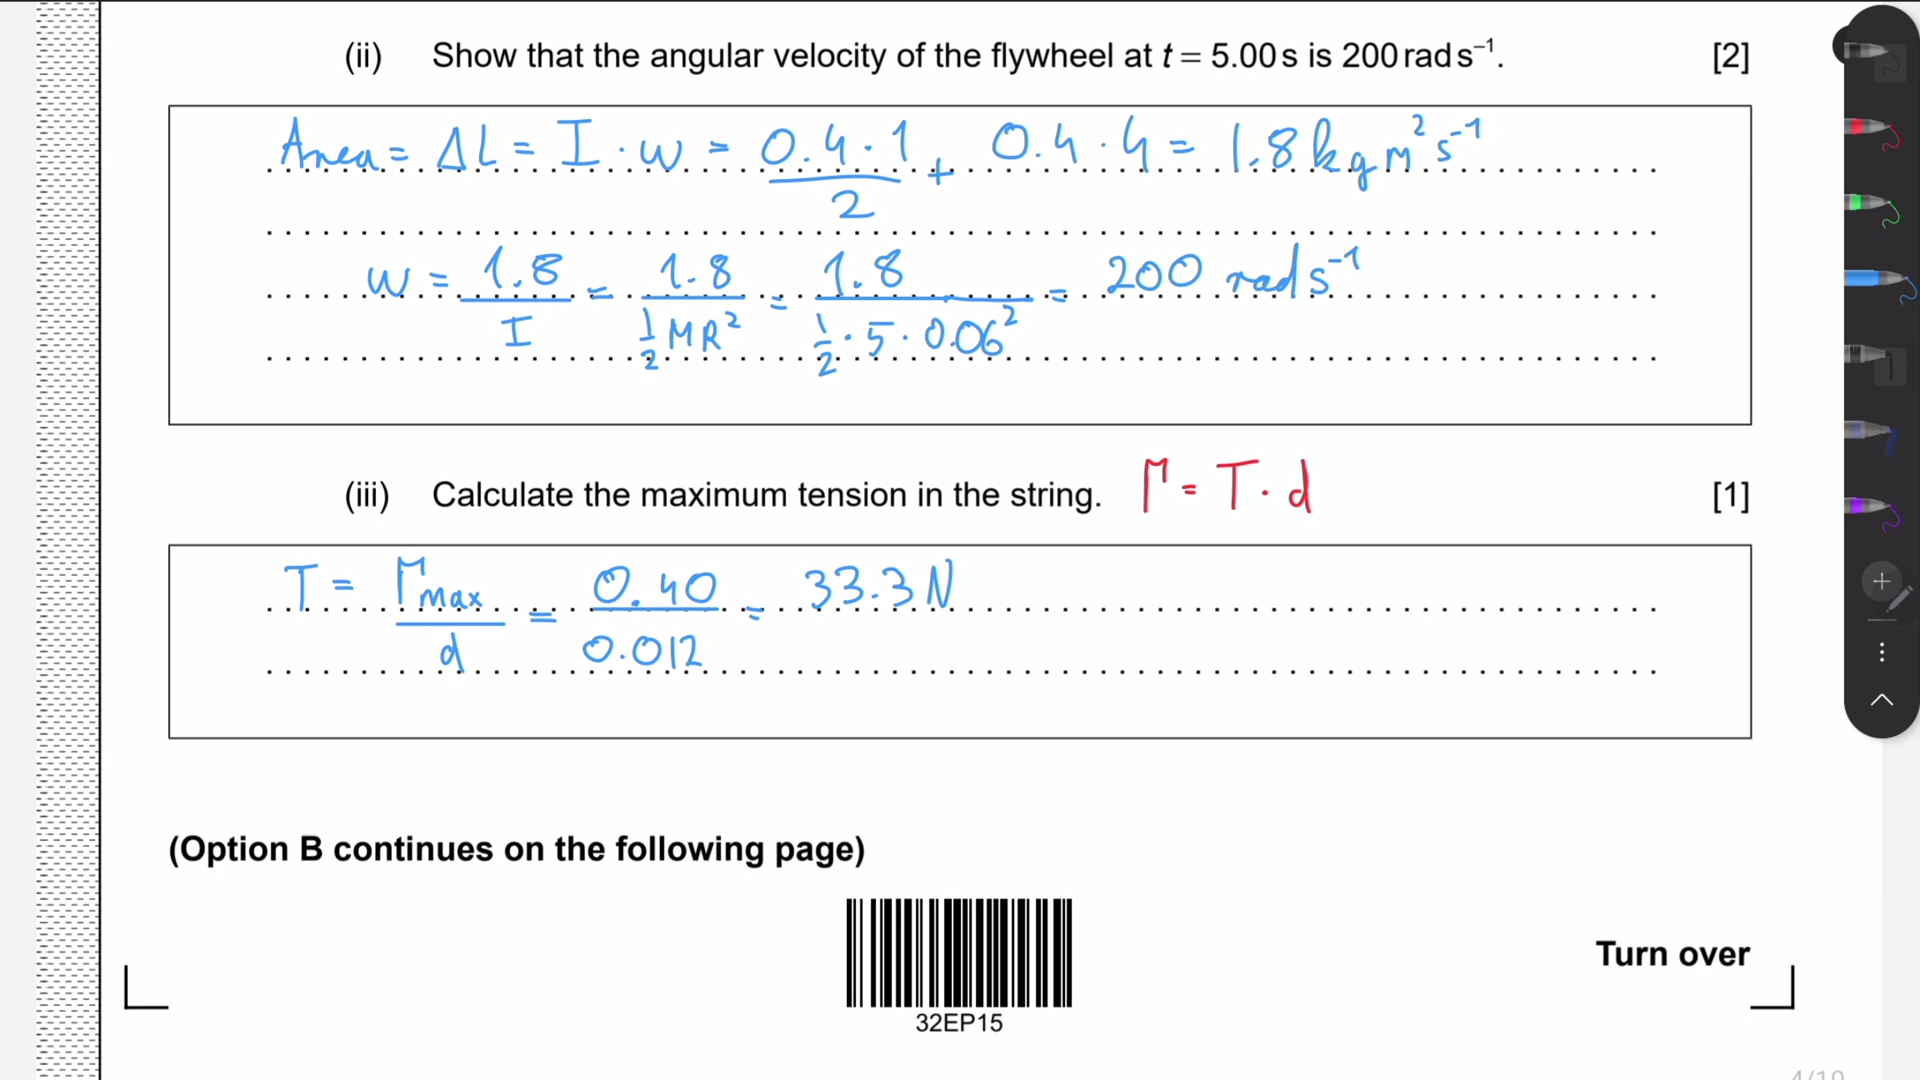 (ii) Show that the angular velocity of the flywheel at t = 5.00 s is 200 rad s⁻¹. [2]
Area = ΔL = I · w = 0.4 · 1 / 2 + 0.4 · 4 = 1.8 kg m² s⁻¹
w = 1.8 / I = 1.8 / ½ MR² = 1.8 / ½ · 5 · 0.06² = 200 rad s⁻¹
(iii) Calculate the maximum tension in the string. Γ = T · d [1]
T = Γmax / d = 0.40 / 0.012 = 33.3 N
(Option B continues on the following page)
32EP15
Turn over